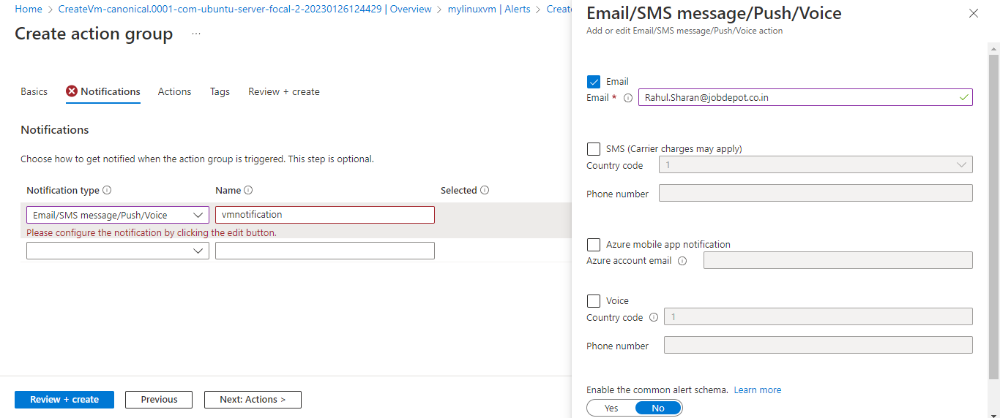 Home > CreateVm-canonical.0001-com-ubuntu-server-focal-2-20230126124429 | Overview > mylinuxvm | Alerts > Create
Create action group ...
Basics Notifications Actions Tags Review + create
Notifications
Choose how to get notified when the action group is triggered. This step is optional.
Notification type Name Selected
Email/SMS message/Push/Voice vmnotification
Please configure the notification by clicking the edit button.
Review + create Previous Next: Actions >
Email/SMS message/Push/Voice
Add or edit Email/SMS message/Push/Voice action
Email
Email * Rahul.Sharan@jobdepot.co.in
SMS (Carrier charges may apply)
Country code 1
Phone number
Azure mobile app notification
Azure account email
Voice
Country code 1
Phone number
Enable the common alert schema. Learn more
Yes No